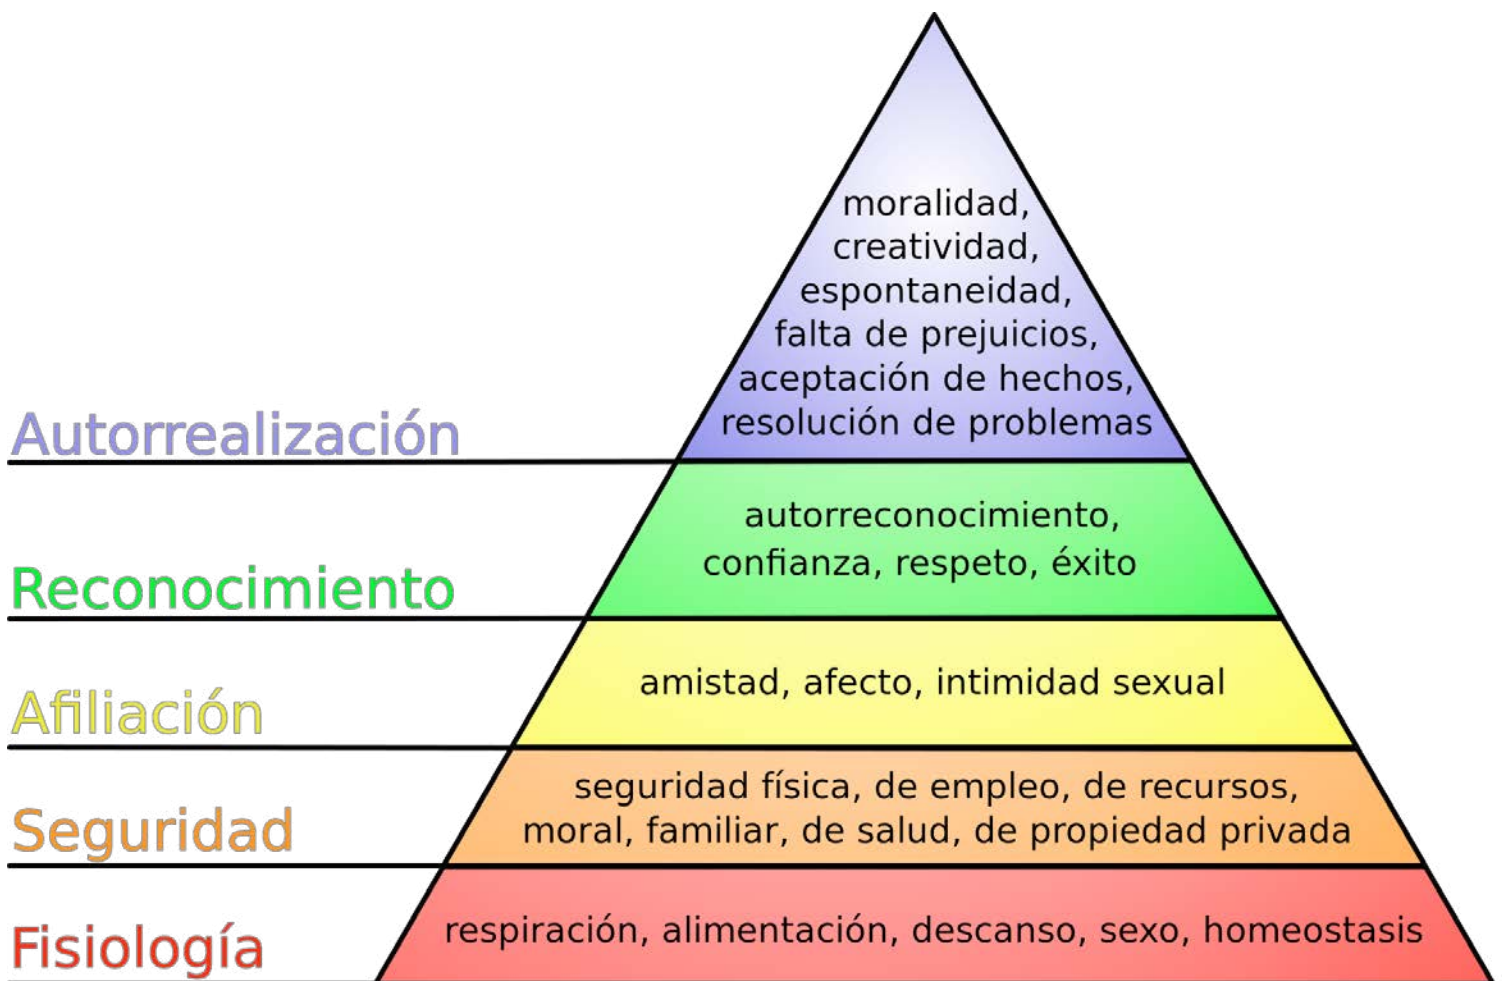 moralidad,
creatividad,
espontaneidad,
falta de prejuicios,
aceptación de hechos,
resolución de problemas
Autorrealización
autorreconocimiento,
confianza, respeto, éxito
Reconocimiento
amistad, afecto, intimidad sexual
Afiliación
seguridad física, de empleo, de recursos,
moral, familiar, de salud, de propiedad privada
Seguridad
respiración, alimentación, descanso, sexo, homeostasis
Fisiología